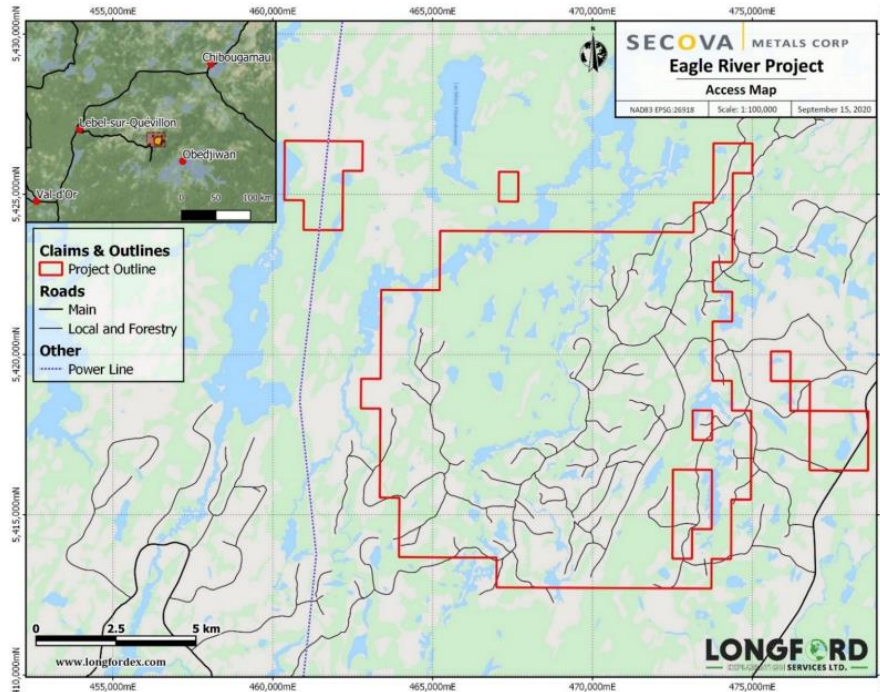 455,000mE 460,000mE 465,000mE 470,000mE 475,000mE
5,430,000mN
SECOVA METALS CORP
Eagle River Project
Access Map
NAD83 EPSG:26918 Scale: 1:100,000 September 15, 2020
Chibougamau
Lebel-sur-Quévillon
Obedjiwan
Val-d'Or
0 50 100 km
5,425,000mN
Claims & Outlines
Project Outline
Roads
Main
Local and Forestry
Other
Power Line
5,420,000mN
5,415,000mN
0 2.5 5 km
www.longfordex.com
LONGFORD
EXPLORATION SERVICES LTD.
455,000mE 460,000mE 465,000mE 470,000mE 475,000mE